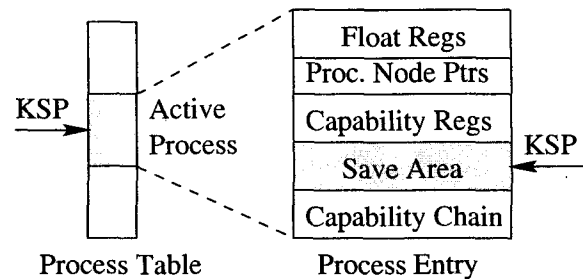 Float Regs
Proc. Node Ptrs
KSP
Active
Process
Capability Regs
KSP
Save Area
Capability Chain
Process Table
Process Entry